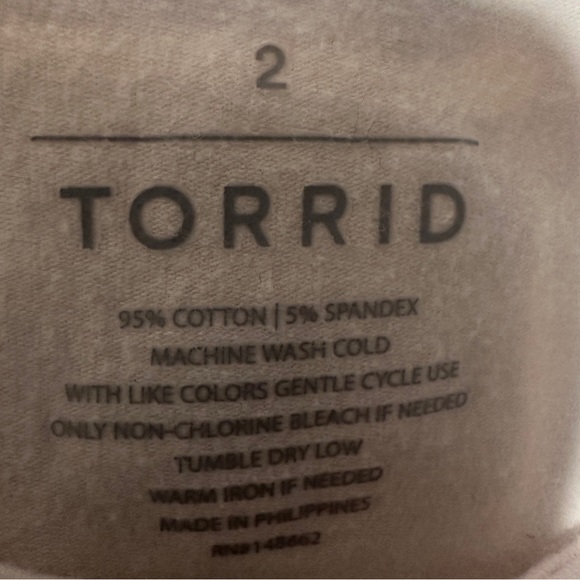 2
TORRID
95% COTTON | 5% SPANDEX
MACHINE WASH COLD
WITH LIKE COLORS GENTLE CYCLE USE
ONLY NON-CHLORINE BLEACH IF NEEDED
TUMBLE DRY LOW
WARM IRON IF NEEDED
MADE IN PHILIPPINES